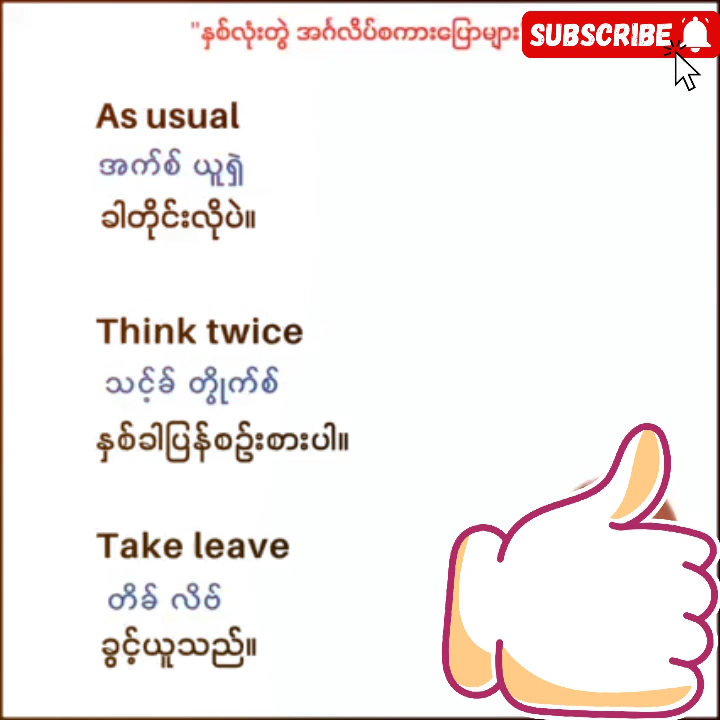 "နှစ်လုံးတွဲ အင်္ဂလိပ်စကားပြောများ
SUBSCRIBE
As usual
အက်စ် ယူရှဲ
ခါတိုင်းလိုပဲ။
Think twice
သင့်ခ် တွိုက်စ်
နှစ်ခါပြန်စဉ်းစားပါ။
Take leave
တိခ် လိဗ်
ခွင့်ယူသည်။